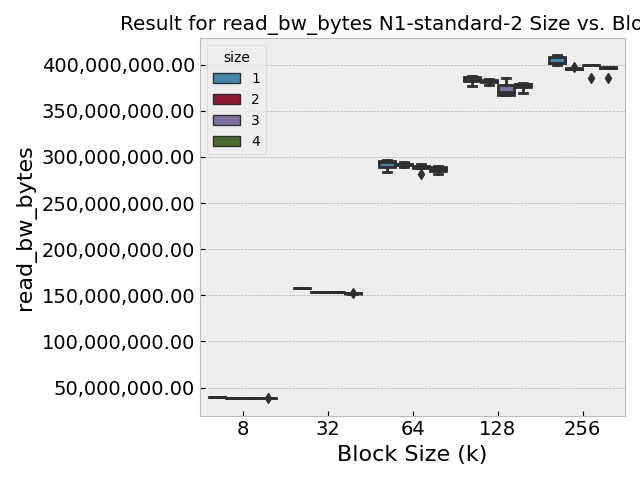 Result for read_bw_bytes N1-standard-2 Size vs. Blo
size
1
2
3
4
400,000,000.00
350,000,000.00
300,000,000.00
250,000,000.00
200,000,000.00
150,000,000.00
100,000,000.00
50,000,000.00
read_bw_bytes
8 32 64 128 256
Block Size (k)